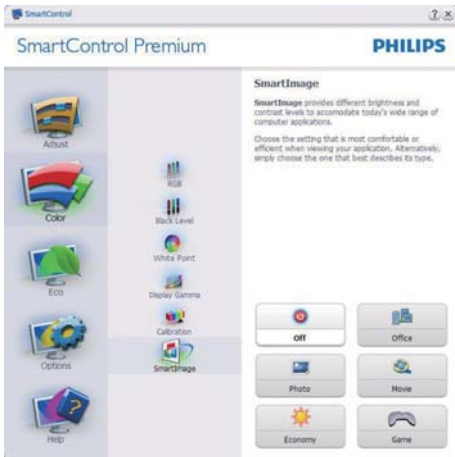 SmartControl
SmartControl Premium
PHILIPS
Adjust
Color
Eco
Options
Help
RGB
Black Level
White Point
Display Gamma
Calibration
SmartImage
SmartImage
SmartImage provides different brightness and
contrast levels to accomodate today's wide range of
computer applications.
Choose the setting that is most comfortable or
efficient when viewing your application. Alternatively,
simply choose the one that best describes its type.
Off
Office
Photo
Movie
Economy
Game